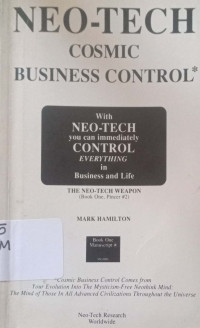 NEO-TECH
COSMIC
BUSINESS CONTROL*
With
NEO-TECH
you can immediately
CONTROL
EVERYTHING
in
Business and Life
THE NEO-TECH WEAPON
(Book One, Pincer #2)
MARK HAMILTON
Book One
Manuscript #
5
M
*Cosmic Business Control Comes from
Your Evolution Into The Mysticism-Free Neothink Mind:
The Mind of Those In All Advanced Civilizations Throughout the Universe
Neo-Tech Research
Worldwide